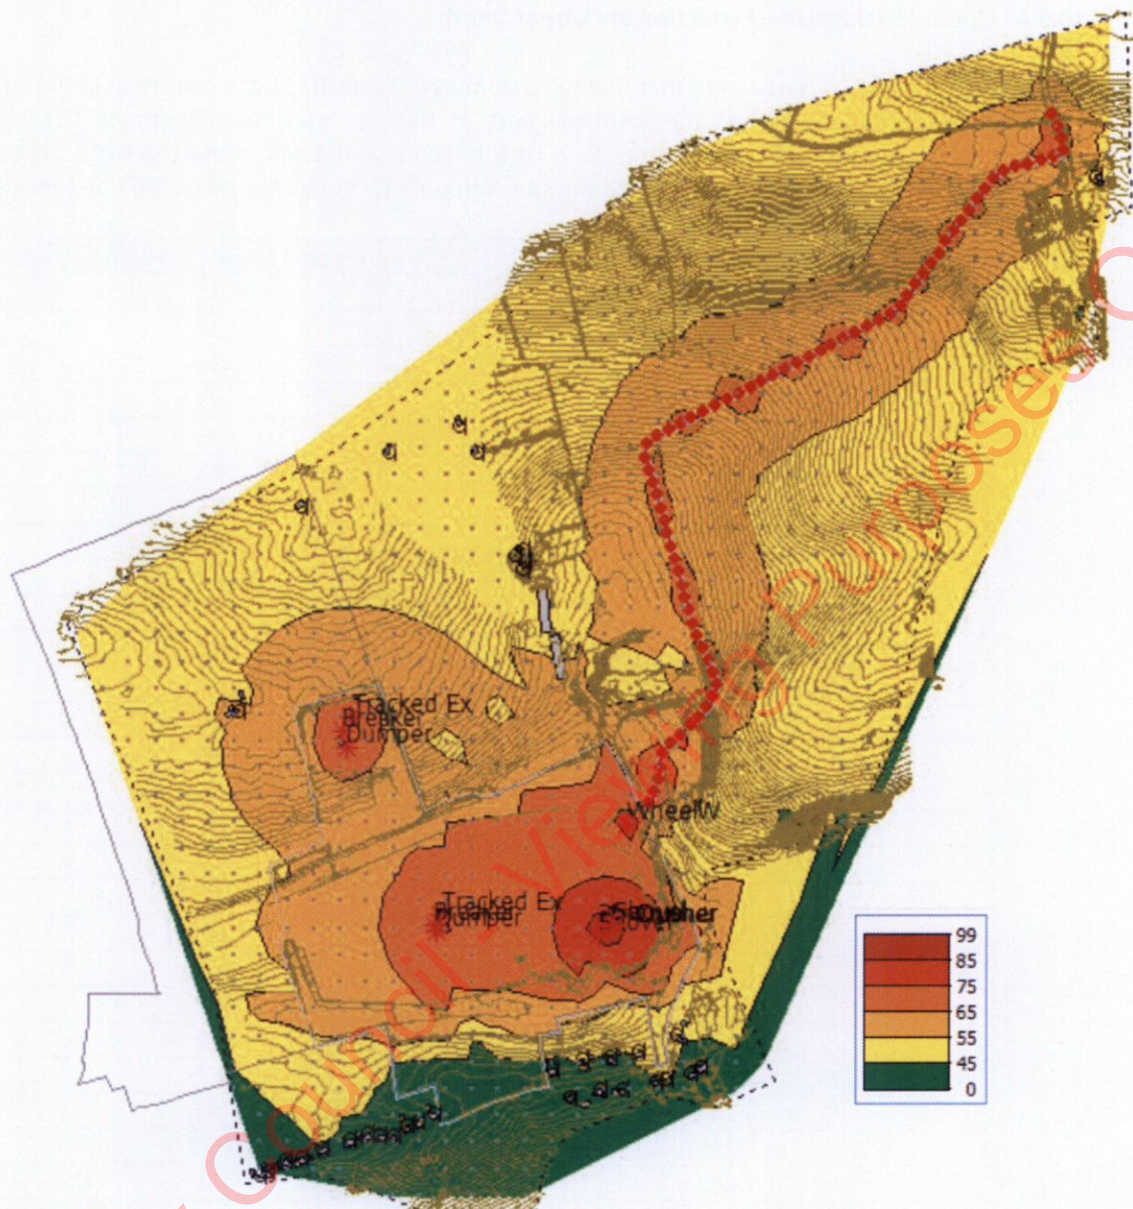 Tracked Ex
Breaker
Dumper
WheelW
Tracked Ex
Dumper
Crusher
99
85
75
65
55
45
0
Council Viewing Purposes